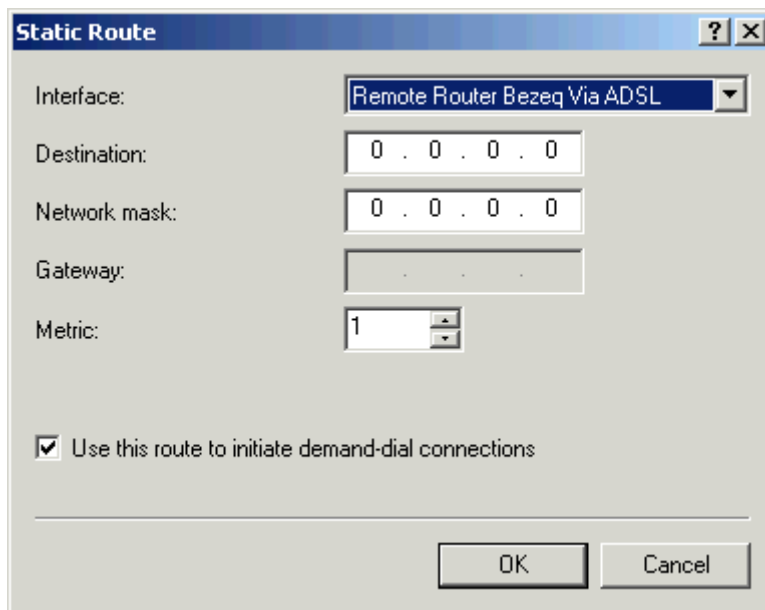 Static Route
Interface: Remote Router Bezeq Via ADSL
Destination: 0 . 0 . 0 . 0
Network mask: 0 . 0 . 0 . 0
Gateway: . . .
Metric: 1
Use this route to initiate demand-dial connections
OK Cancel